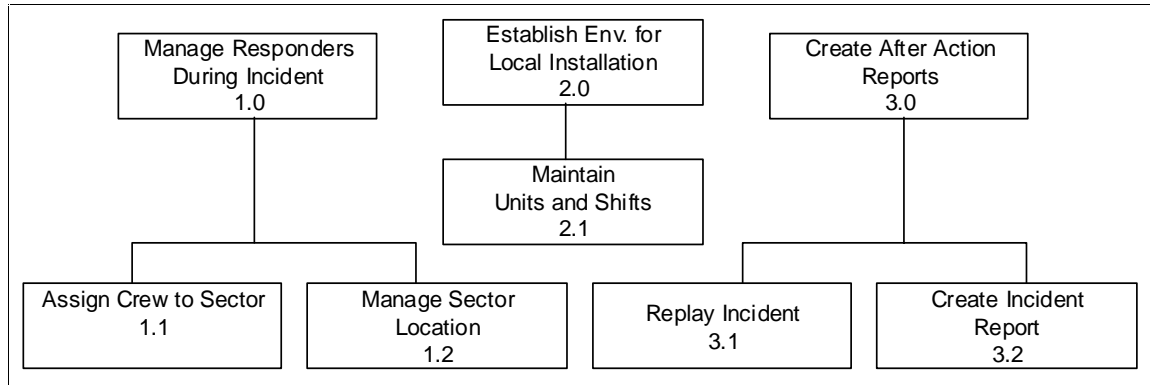 Manage Responders
During Incident
1.0
Establish Env. for
Local Installation
2.0
Create After Action
Reports
3.0
Maintain
Units and Shifts
2.1
Assign Crew to Sector
1.1
Manage Sector
Location
1.2
Replay Incident
3.1
Create Incident
Report
3.2